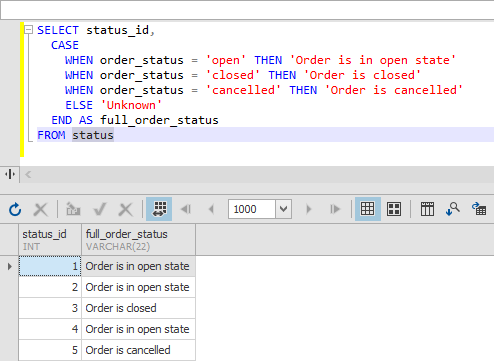 SELECT status_id,
CASE
WHEN order_status = 'open' THEN 'Order is in open state'
WHEN order_status = 'closed' THEN 'Order is closed'
WHEN order_status = 'cancelled' THEN 'Order is cancelled'
ELSE 'Unknown'
END AS full_order_status
FROM status
1000
status_id full_order_status
INT VARCHAR(22)
1 Order is in open state
2 Order is in open state
3 Order is closed
4 Order is in open state
5 Order is cancelled